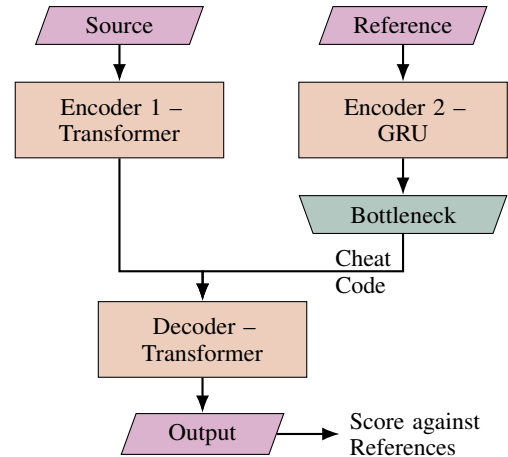 Source
Reference
Encoder 1 –
Transformer
Encoder 2 –
GRU
Bottleneck
Cheat
Code
Decoder –
Transformer
Output
Score against
References